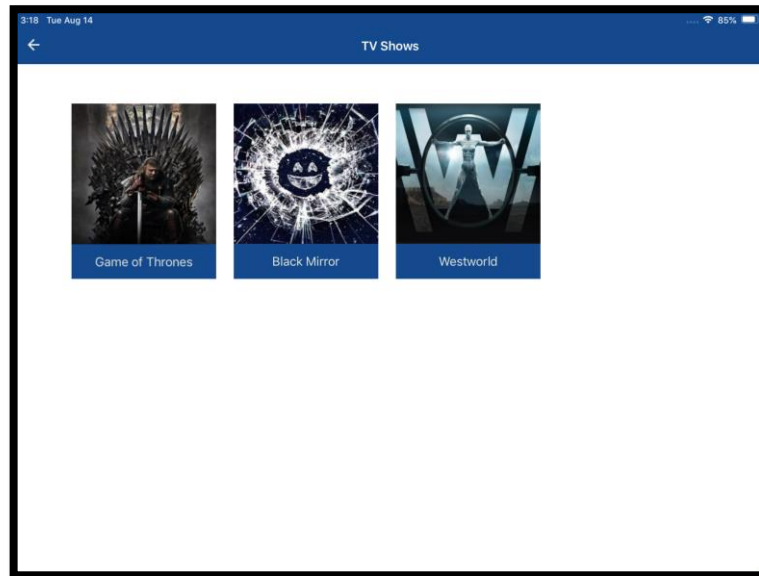 3:18 Tue Aug 14
85%
TV Shows
Game of Thrones
Black Mirror
Westworld